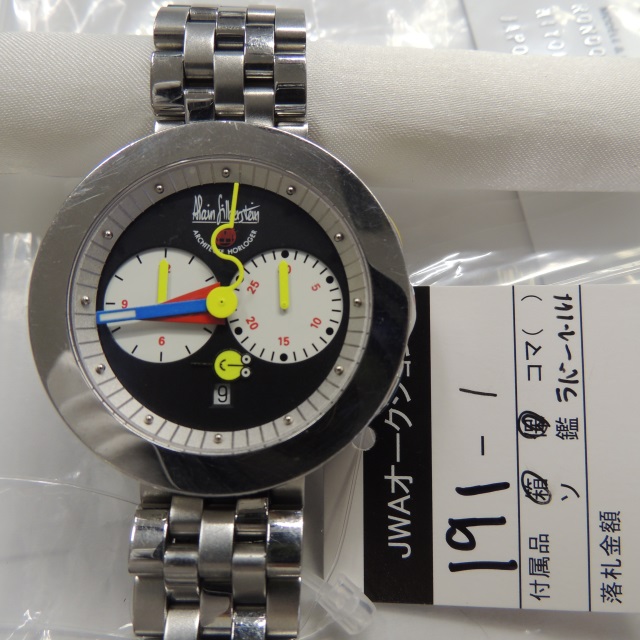 Alain Silberstein
ARCHITECTE HORLOGER
9
6
25
5
20
10
15
9
JWAオークション
191-1
付属品 箱 保 コマ( )
ソ 鑑 ラバーベルト
落札金額